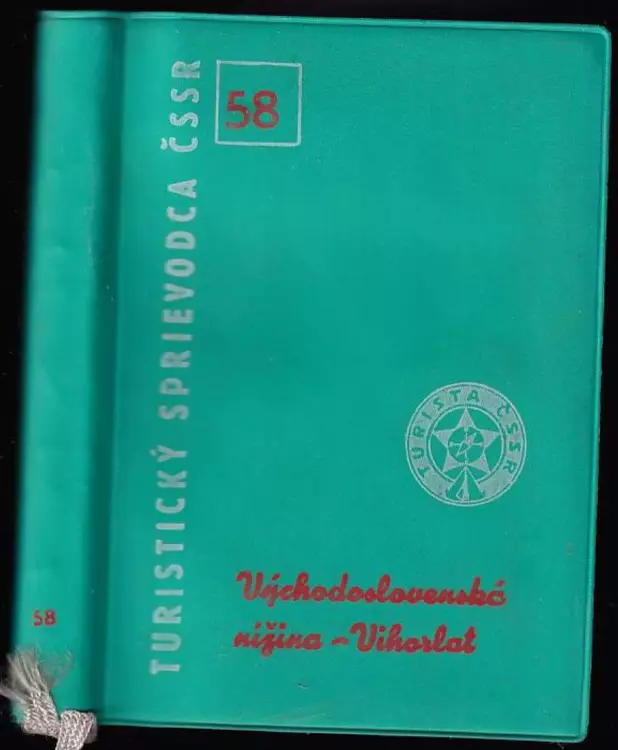 58
TURISTICKÝ SPRIEVODCA ČSSR
58
TURISTA ČSSR
Východoslovenská
nížina - Vihorlat